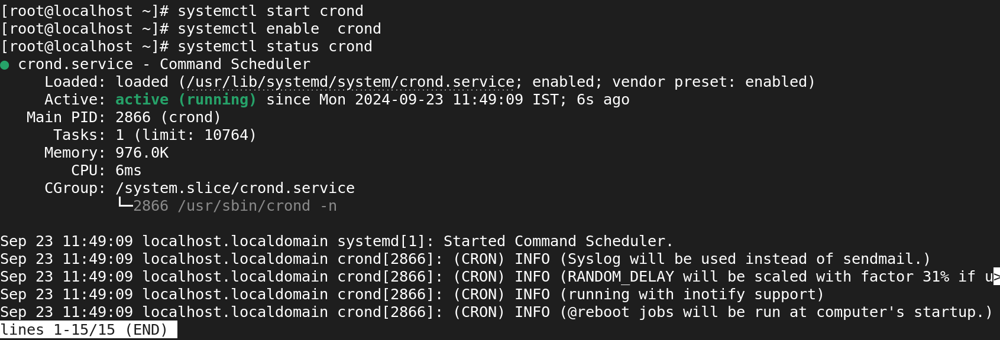 [root@localhost ~]# systemctl start crond
[root@localhost ~]# systemctl enable  crond
[root@localhost ~]# systemctl status crond
● crond.service - Command Scheduler
     Loaded: loaded (/usr/lib/systemd/system/crond.service; enabled; vendor preset: enabled)
     Active: active (running) since Mon 2024-09-23 11:49:09 IST; 6s ago
   Main PID: 2866 (crond)
      Tasks: 1 (limit: 10764)
     Memory: 976.0K
        CPU: 6ms
     CGroup: /system.slice/crond.service
             └─2866 /usr/sbin/crond -n

Sep 23 11:49:09 localhost.localdomain systemd[1]: Started Command Scheduler.
Sep 23 11:49:09 localhost.localdomain crond[2866]: (CRON) INFO (Syslog will be used instead of sendmail.)
Sep 23 11:49:09 localhost.localdomain crond[2866]: (CRON) INFO (RANDOM_DELAY will be scaled with factor 31% if u>
Sep 23 11:49:09 localhost.localdomain crond[2866]: (CRON) INFO (running with inotify support)
Sep 23 11:49:09 localhost.localdomain crond[2866]: (CRON) INFO (@reboot jobs will be run at computer's startup.)
lines 1-15/15 (END)